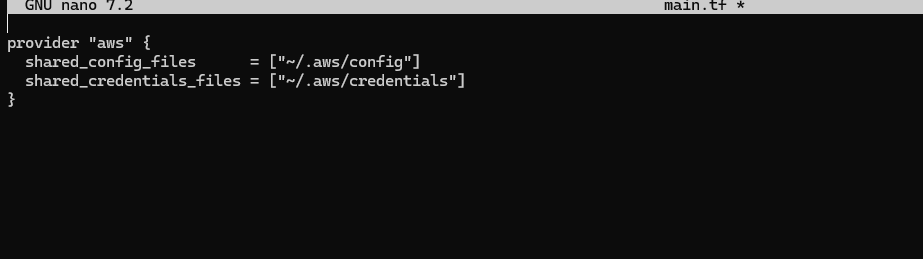 GNU nano 7.2 main.tf *
provider "aws" {
  shared_config_files      = ["~/.aws/config"]
  shared_credentials_files = ["~/.aws/credentials"]
}